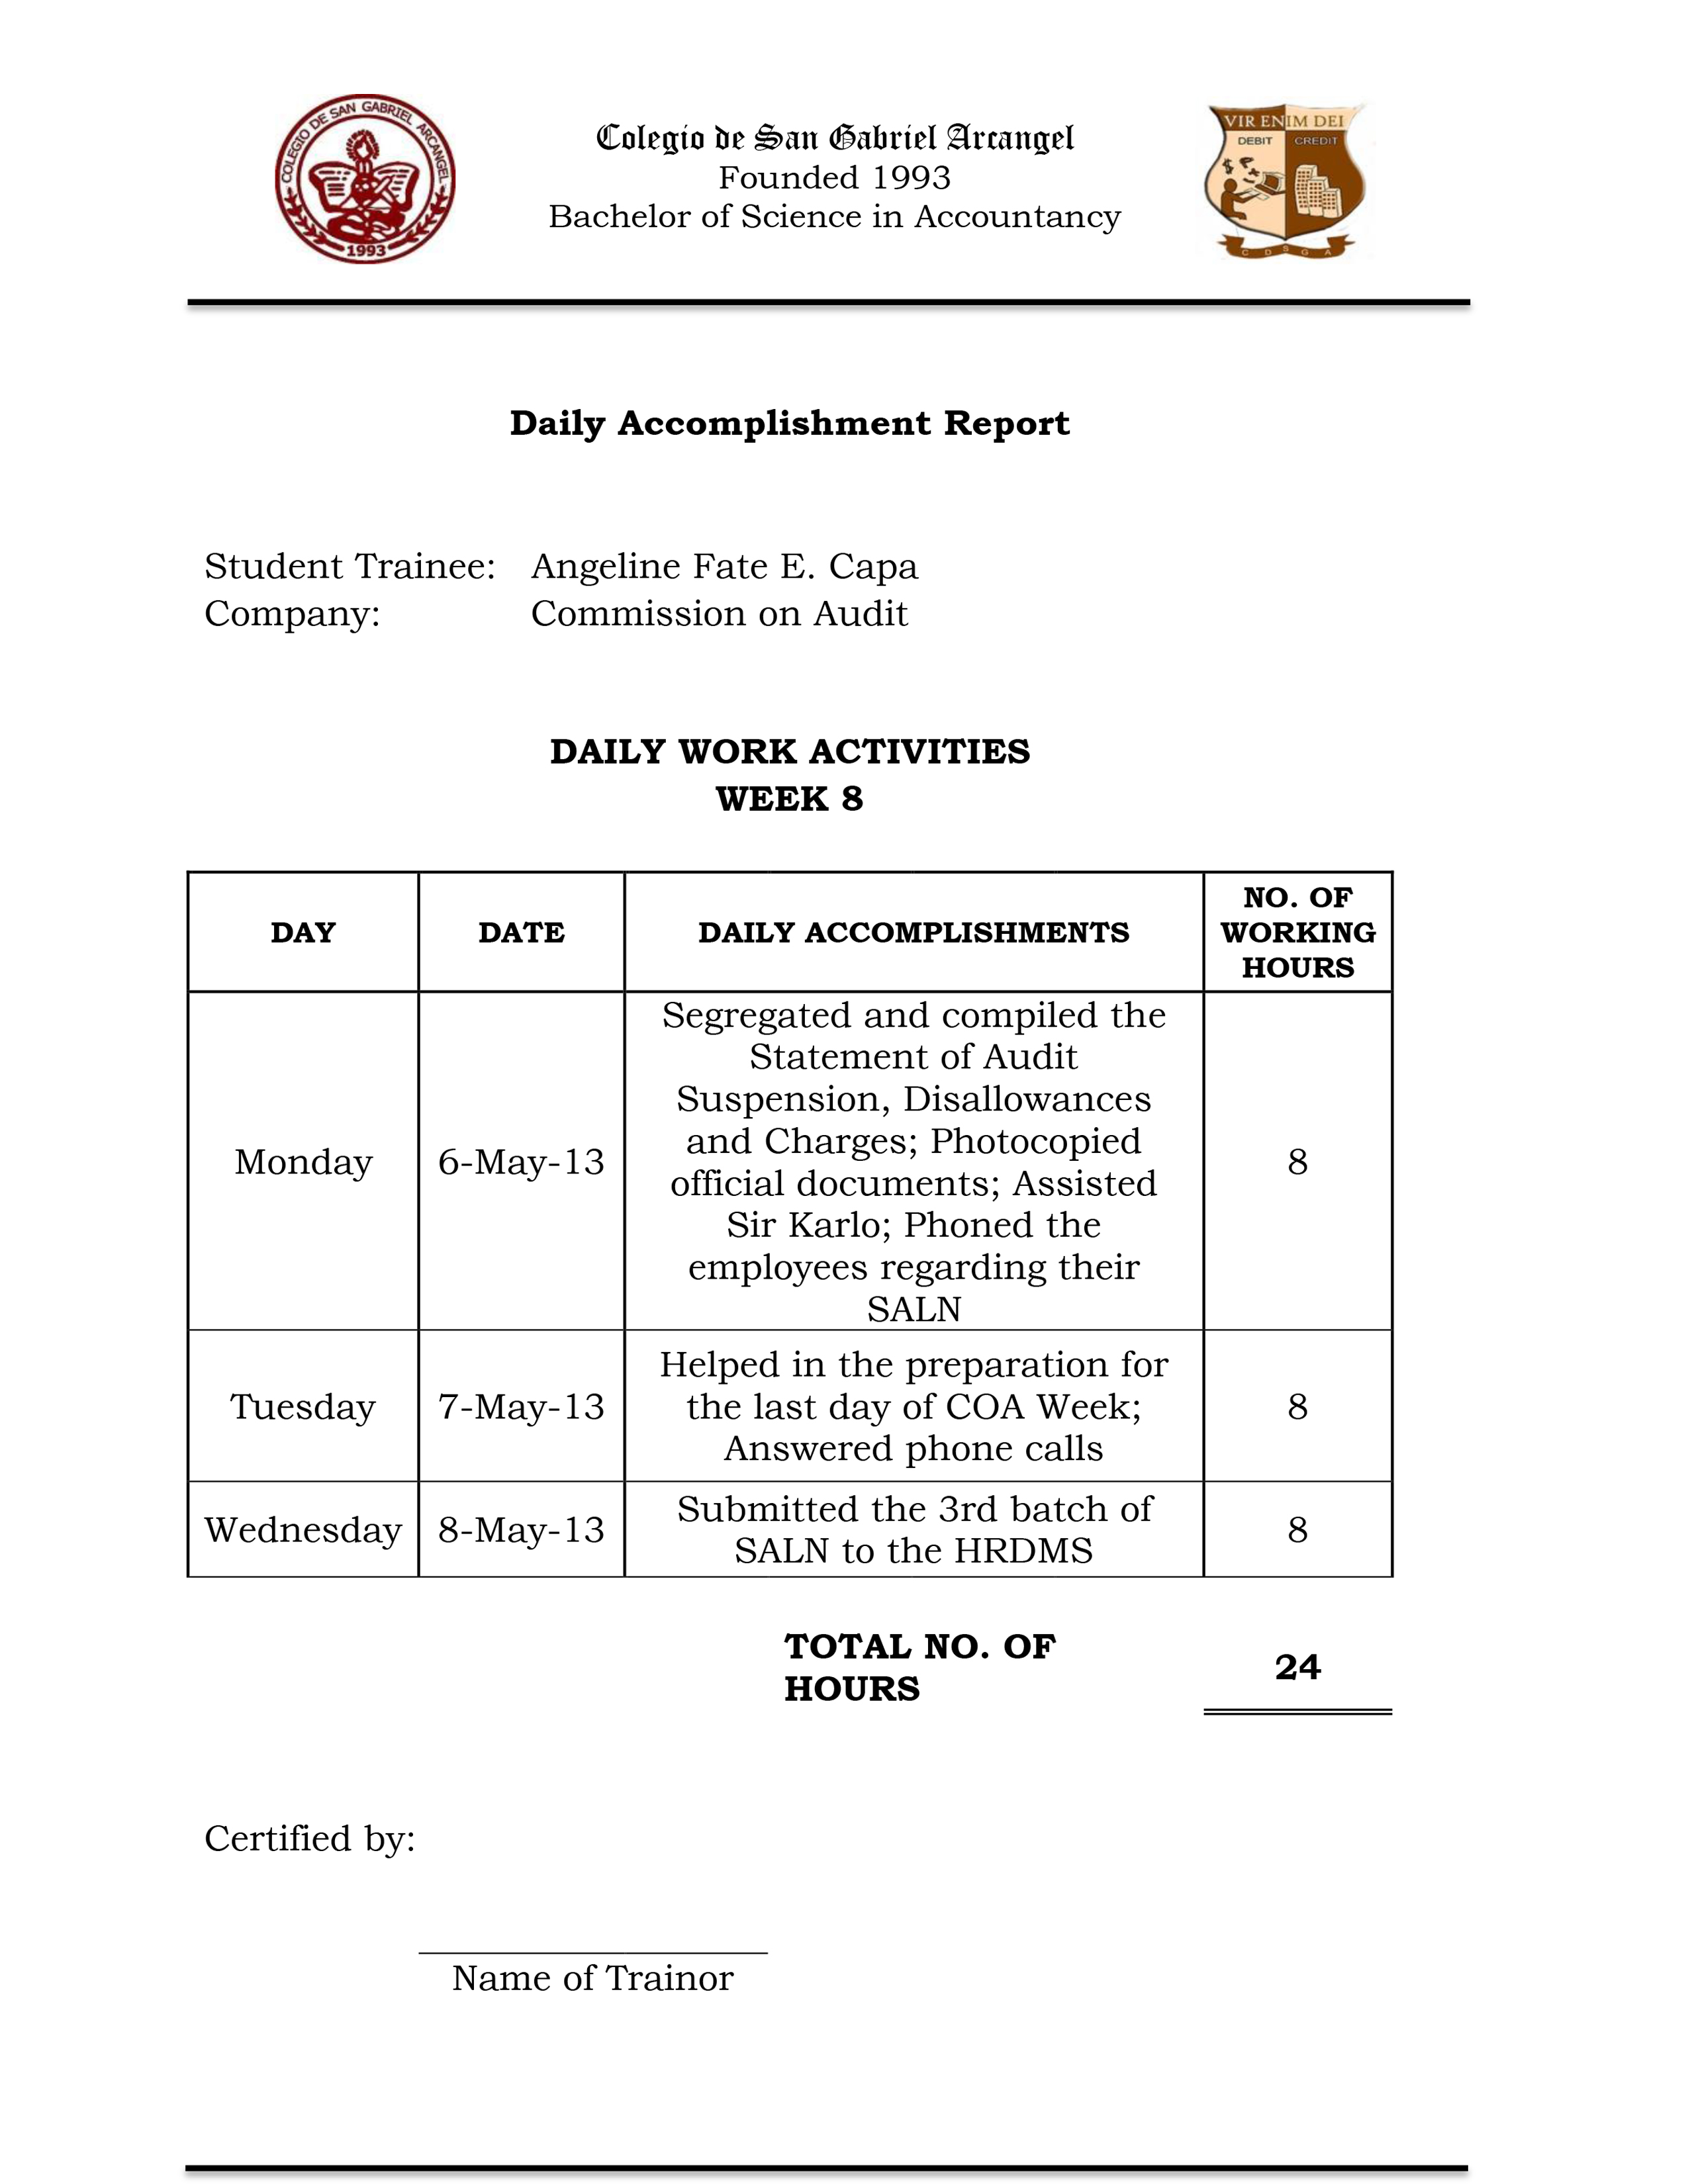 COLEGIO DE SAN GABRIEL ARCANGEL
1993
Colegio de San Gabriel Arcangel
Founded 1993
Bachelor of Science in Accountancy
VIR ENIM DEI
DEBIT CREDIT
C D S G A
Daily Accomplishment Report
Student Trainee: Angeline Fate E. Capa
Company: Commission on Audit
DAILY WORK ACTIVITIES
WEEK 8
DAY DATE DAILY ACCOMPLISHMENTS NO. OF
WORKING
HOURS
Segregated and compiled the
Statement of Audit
Suspension, Disallowances
Monday 6-May-13 and Charges; Photocopied 8
official documents; Assisted
Sir Karlo; Phoned the
employees regarding their
SALN
Helped in the preparation for
Tuesday 7-May-13 the last day of COA Week; 8
Answered phone calls
Wednesday 8-May-13 Submitted the 3rd batch of 8
SALN to the HRDMS
TOTAL NO. OF
HOURS
24
Certified by:
Name of Trainor